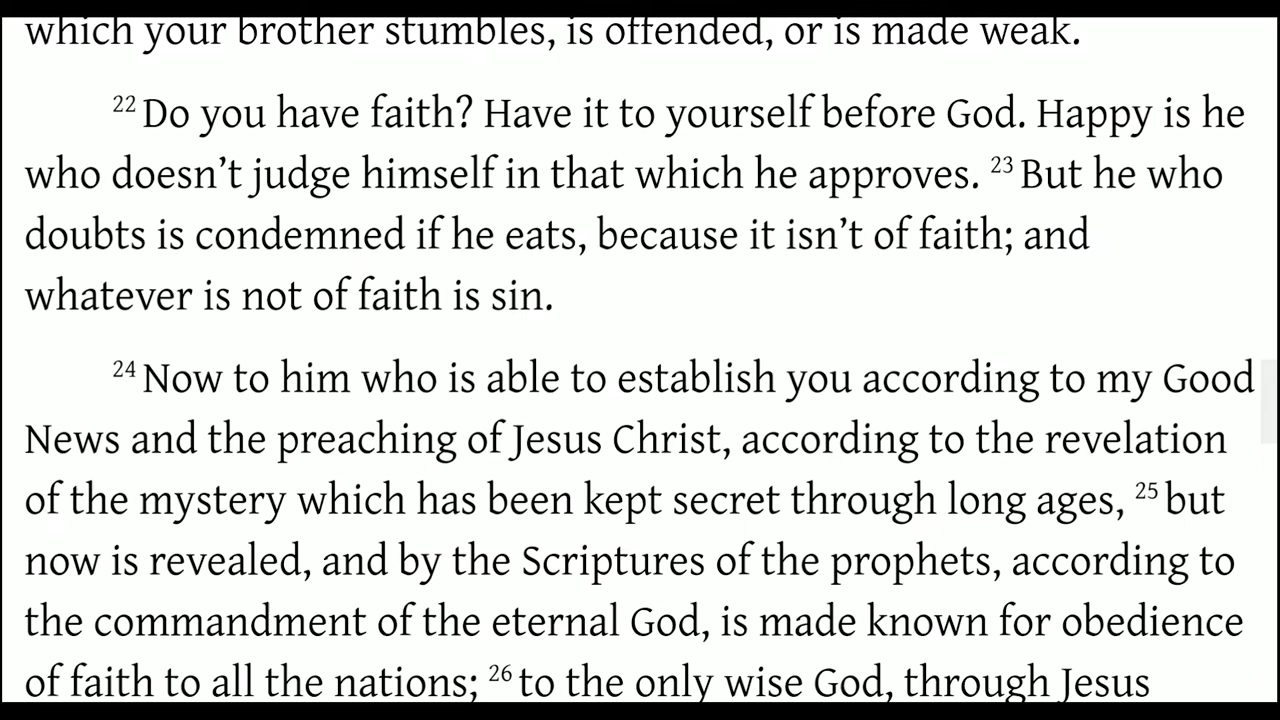 which your brother stumbles, is offended, or is made weak.
22 Do you have faith? Have it to yourself before God. Happy is he
who doesn’t judge himself in that which he approves. 23 But he who
doubts is condemned if he eats, because it isn’t of faith; and
whatever is not of faith is sin.
24 Now to him who is able to establish you according to my Good
News and the preaching of Jesus Christ, according to the revelation
of the mystery which has been kept secret through long ages, 25 but
now is revealed, and by the Scriptures of the prophets, according to
the commandment of the eternal God, is made known for obedience
of faith to all the nations; 26 to the only wise God, through Jesus